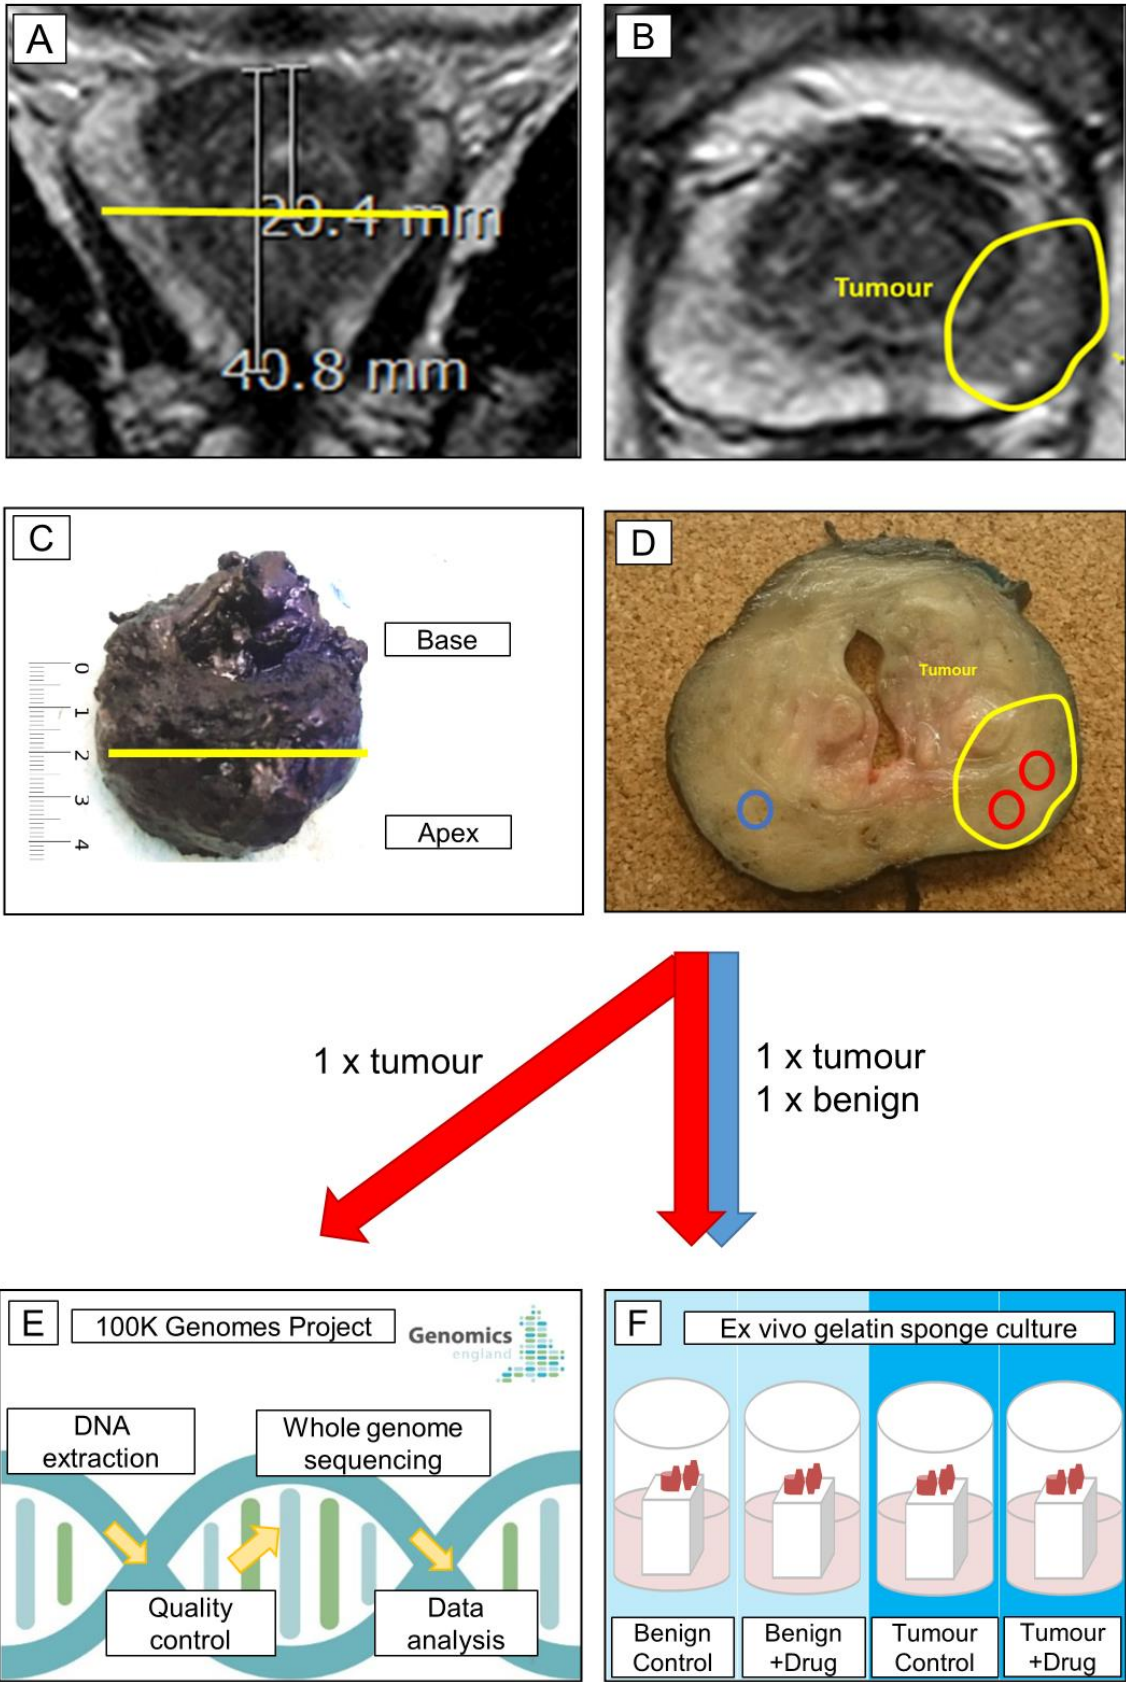 A
29.4 mm
40.8 mm
B
Tumour
C
Base
0
1
2
3
4
Apex
D
Tumour
1 x tumour
1 x tumour
1 x benign
E
100K Genomes Project
Genomics
england
DNA
extraction
Whole genome
sequencing
Quality
control
Data
analysis
F
Ex vivo gelatin sponge culture
Benign
Control
Benign
+Drug
Tumour
Control
Tumour
+Drug